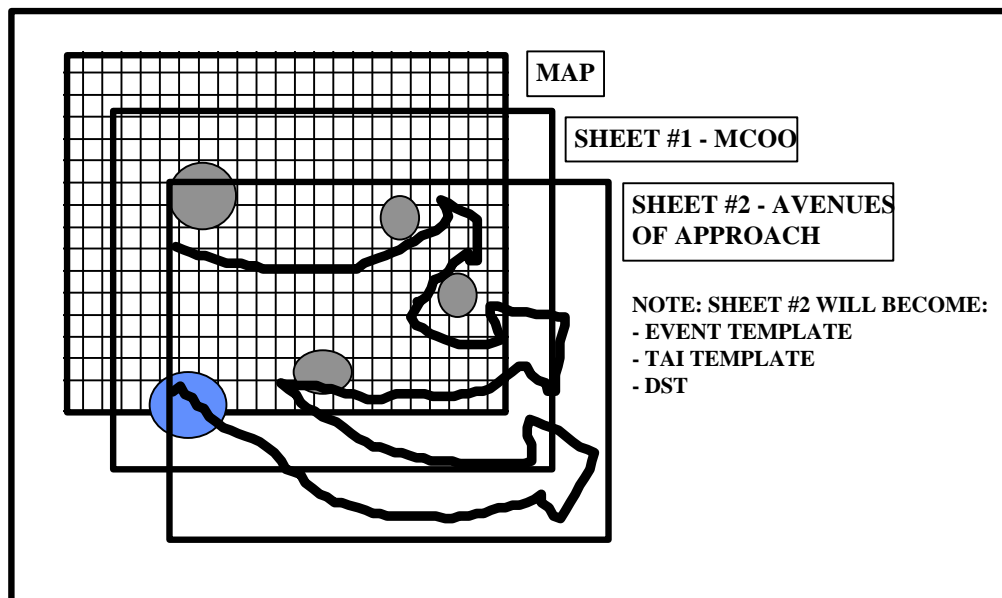 MAP
SHEET #1 - MCOO
SHEET #2 - AVENUES
OF APPROACH
NOTE: SHEET #2 WILL BECOME:
- EVENT TEMPLATE
- TAI TEMPLATE
- DST